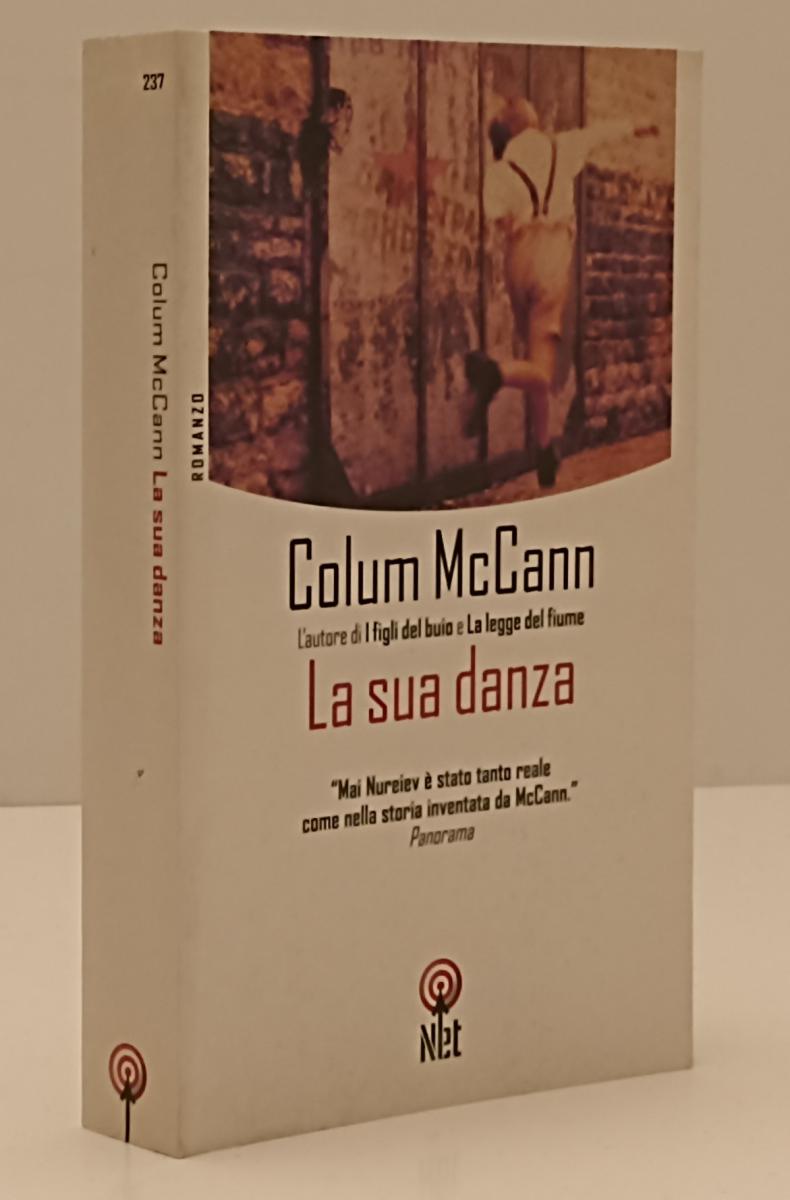 237
Colum McCann La sua danza
ROMANZO
Colum McCann
L'autore di I figli del buio e La legge del fiume
La sua danza
“Mai Nureiev è stato tanto reale
come nella storia inventata da McCann.”
Panorama
Net